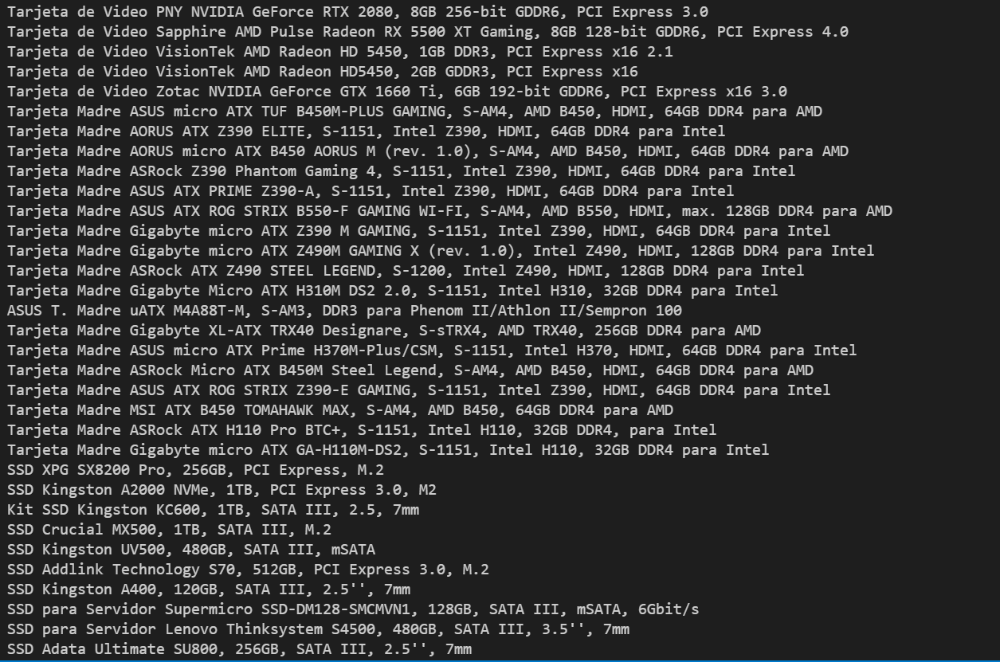 Tarjeta de Video PNY NVIDIA GeForce RTX 2080, 8GB 256-bit GDDR6, PCI Express 3.0
Tarjeta de Video Sapphire AMD Pulse Radeon RX 5500 XT Gaming, 8GB 128-bit GDDR6, PCI Express 4.0
Tarjeta de Video VisionTek AMD Radeon HD 5450, 1GB DDR3, PCI Express x16 2.1
Tarjeta de Video VisionTek AMD Radeon HD5450, 2GB GDDR3, PCI Express x16
Tarjeta de Video Zotac NVIDIA GeForce GTX 1660 Ti, 6GB 192-bit GDDR6, PCI Express x16 3.0
Tarjeta Madre ASUS micro ATX TUF B450M-PLUS GAMING, S-AM4, AMD B450, HDMI, 64GB DDR4 para AMD
Tarjeta Madre AORUS ATX Z390 ELITE, S-1151, Intel Z390, HDMI, 64GB DDR4 para Intel
Tarjeta Madre AORUS micro ATX B450 AORUS M (rev. 1.0), S-AM4, AMD B450, HDMI, 64GB DDR4 para AMD
Tarjeta Madre ASRock Z390 Phantom Gaming 4, S-1151, Intel Z390, HDMI, 64GB DDR4 para Intel
Tarjeta Madre ASUS ATX PRIME Z390-A, S-1151, Intel Z390, HDMI, 64GB DDR4 para Intel
Tarjeta Madre ASUS ATX ROG STRIX B550-F GAMING WI-FI, S-AM4, AMD B550, HDMI, max. 128GB DDR4 para AMD
Tarjeta Madre Gigabyte micro ATX Z390 M GAMING, S-1151, Intel Z390, HDMI, 64GB DDR4 para Intel
Tarjeta Madre Gigabyte micro ATX Z490M GAMING X (rev. 1.0), Intel Z490, HDMI, 128GB DDR4 para Intel
Tarjeta Madre ASRock ATX Z490 STEEL LEGEND, S-1200, Intel Z490, HDMI, 128GB DDR4 para Intel
Tarjeta Madre Gigabyte Micro ATX H310M DS2 2.0, S-1151, Intel H310, 32GB DDR4 para Intel
ASUS T. Madre uATX M4A88T-M, S-AM3, DDR3 para Phenom II/Athlon II/Sempron 100
Tarjeta Madre Gigabyte XL-ATX TRX40 Designare, S-sTRX4, AMD TRX40, 256GB DDR4 para AMD
Tarjeta Madre ASUS micro ATX Prime H370M-Plus/CSM, S-1151, Intel H370, HDMI, 64GB DDR4 para Intel
Tarjeta Madre ASRock Micro ATX B450M Steel Legend, S-AM4, AMD B450, HDMI, 64GB DDR4 para AMD
Tarjeta Madre ASUS ATX ROG STRIX Z390-E GAMING, S-1151, Intel Z390, HDMI, 64GB DDR4 para Intel
Tarjeta Madre MSI ATX B450 TOMAHAWK MAX, S-AM4, AMD B450, 64GB DDR4 para AMD
Tarjeta Madre ASRock ATX H110 Pro BTC+, S-1151, Intel H110, 32GB DDR4, para Intel
Tarjeta Madre Gigabyte micro ATX GA-H110M-DS2, S-1151, Intel H110, 32GB DDR4 para Intel
SSD XPG SX8200 Pro, 256GB, PCI Express, M.2
SSD Kingston A2000 NVMe, 1TB, PCI Express 3.0, M2
Kit SSD Kingston KC600, 1TB, SATA III, 2.5, 7mm
SSD Crucial MX500, 1TB, SATA III, M.2
SSD Kingston UV500, 480GB, SATA III, mSATA
SSD Addlink Technology S70, 512GB, PCI Express 3.0, M.2
SSD Kingston A400, 120GB, SATA III, 2.5'', 7mm
SSD para Servidor Supermicro SSD-DM128-SMCMVN1, 128GB, SATA III, mSATA, 6Gbit/s
SSD para Servidor Lenovo Thinksystem S4500, 480GB, SATA III, 3.5'', 7mm
SSD Adata Ultimate SU800, 256GB, SATA III, 2.5'', 7mm